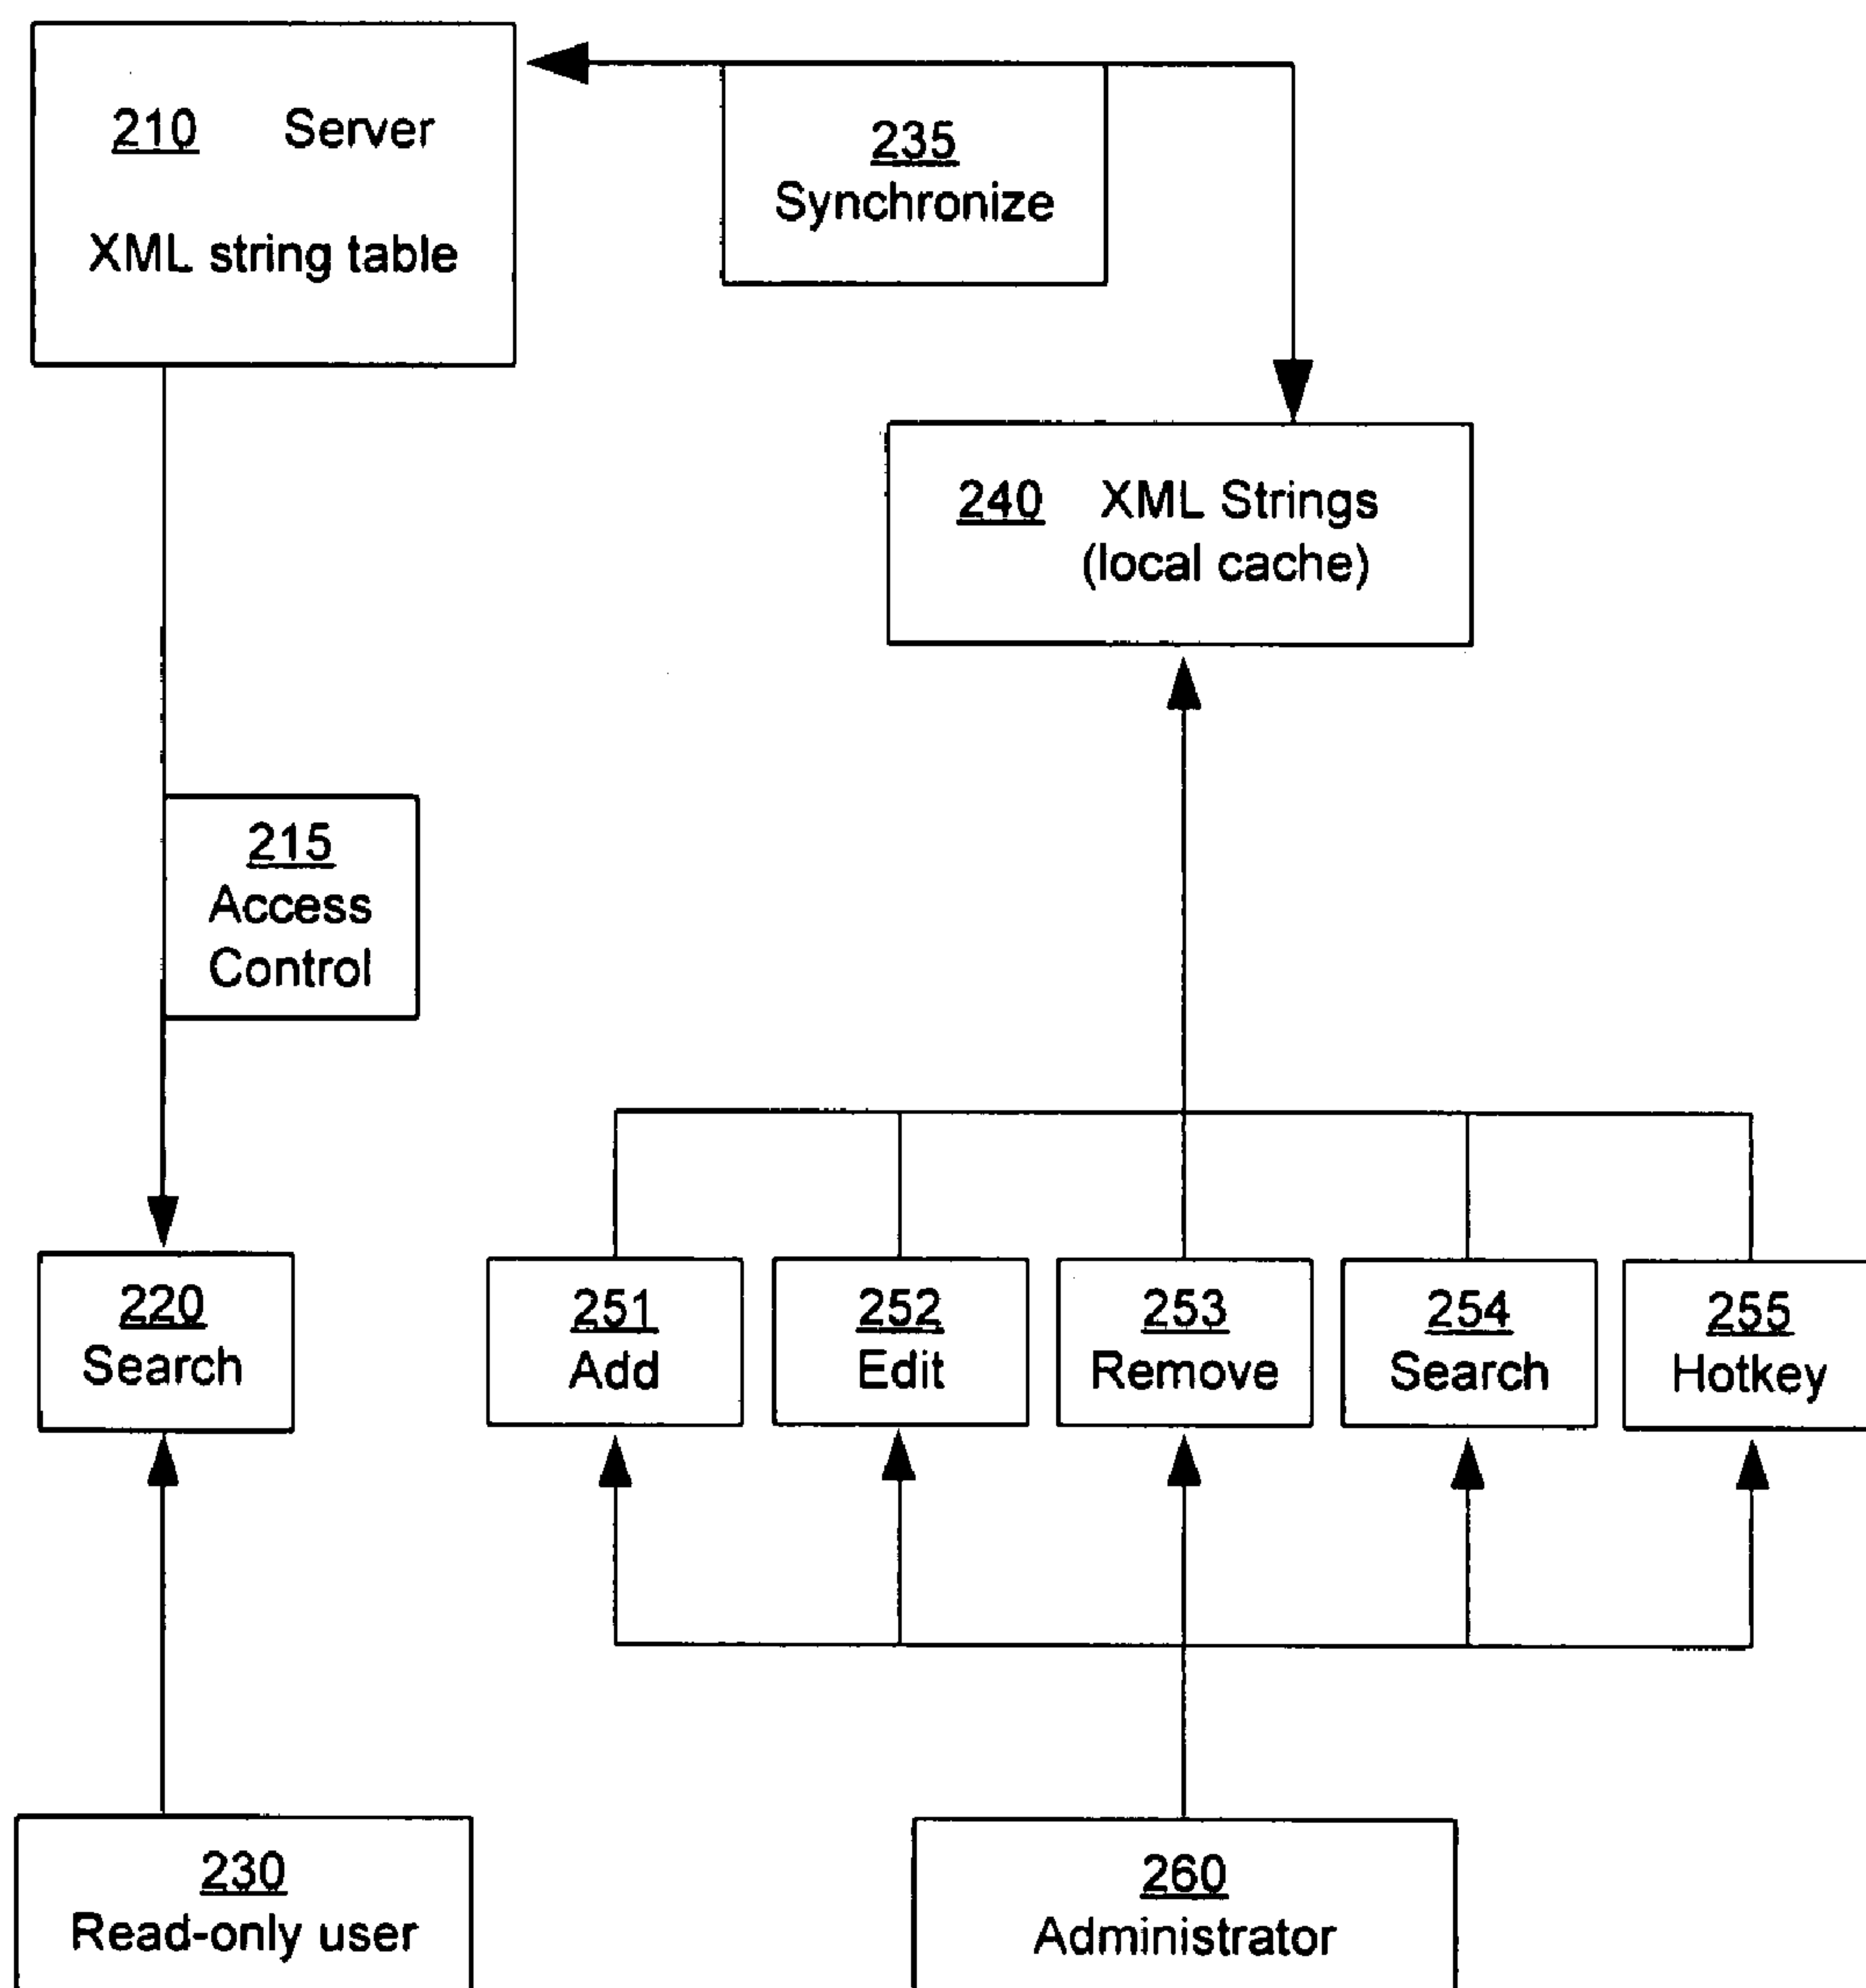 210 Server
XML string table
235
Synchronize
240 XML Strings
(local cache)
215
Access
Control
220
Search
251
Add
252
Edit
253
Remove
254
Search
255
Hotkey
230
Read-only user
260
Administrator